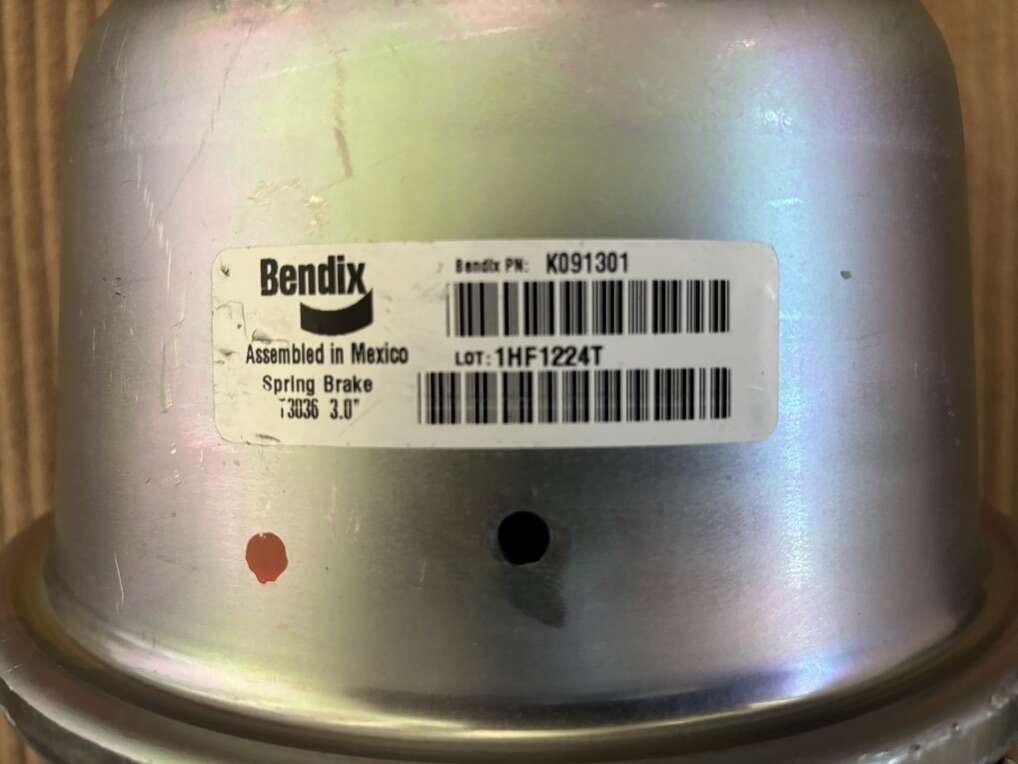 Bendix
Assembled in Mexico
Spring Brake
T3036 3.0"
Bendix PN: K091301
LOT: 1HF1224T